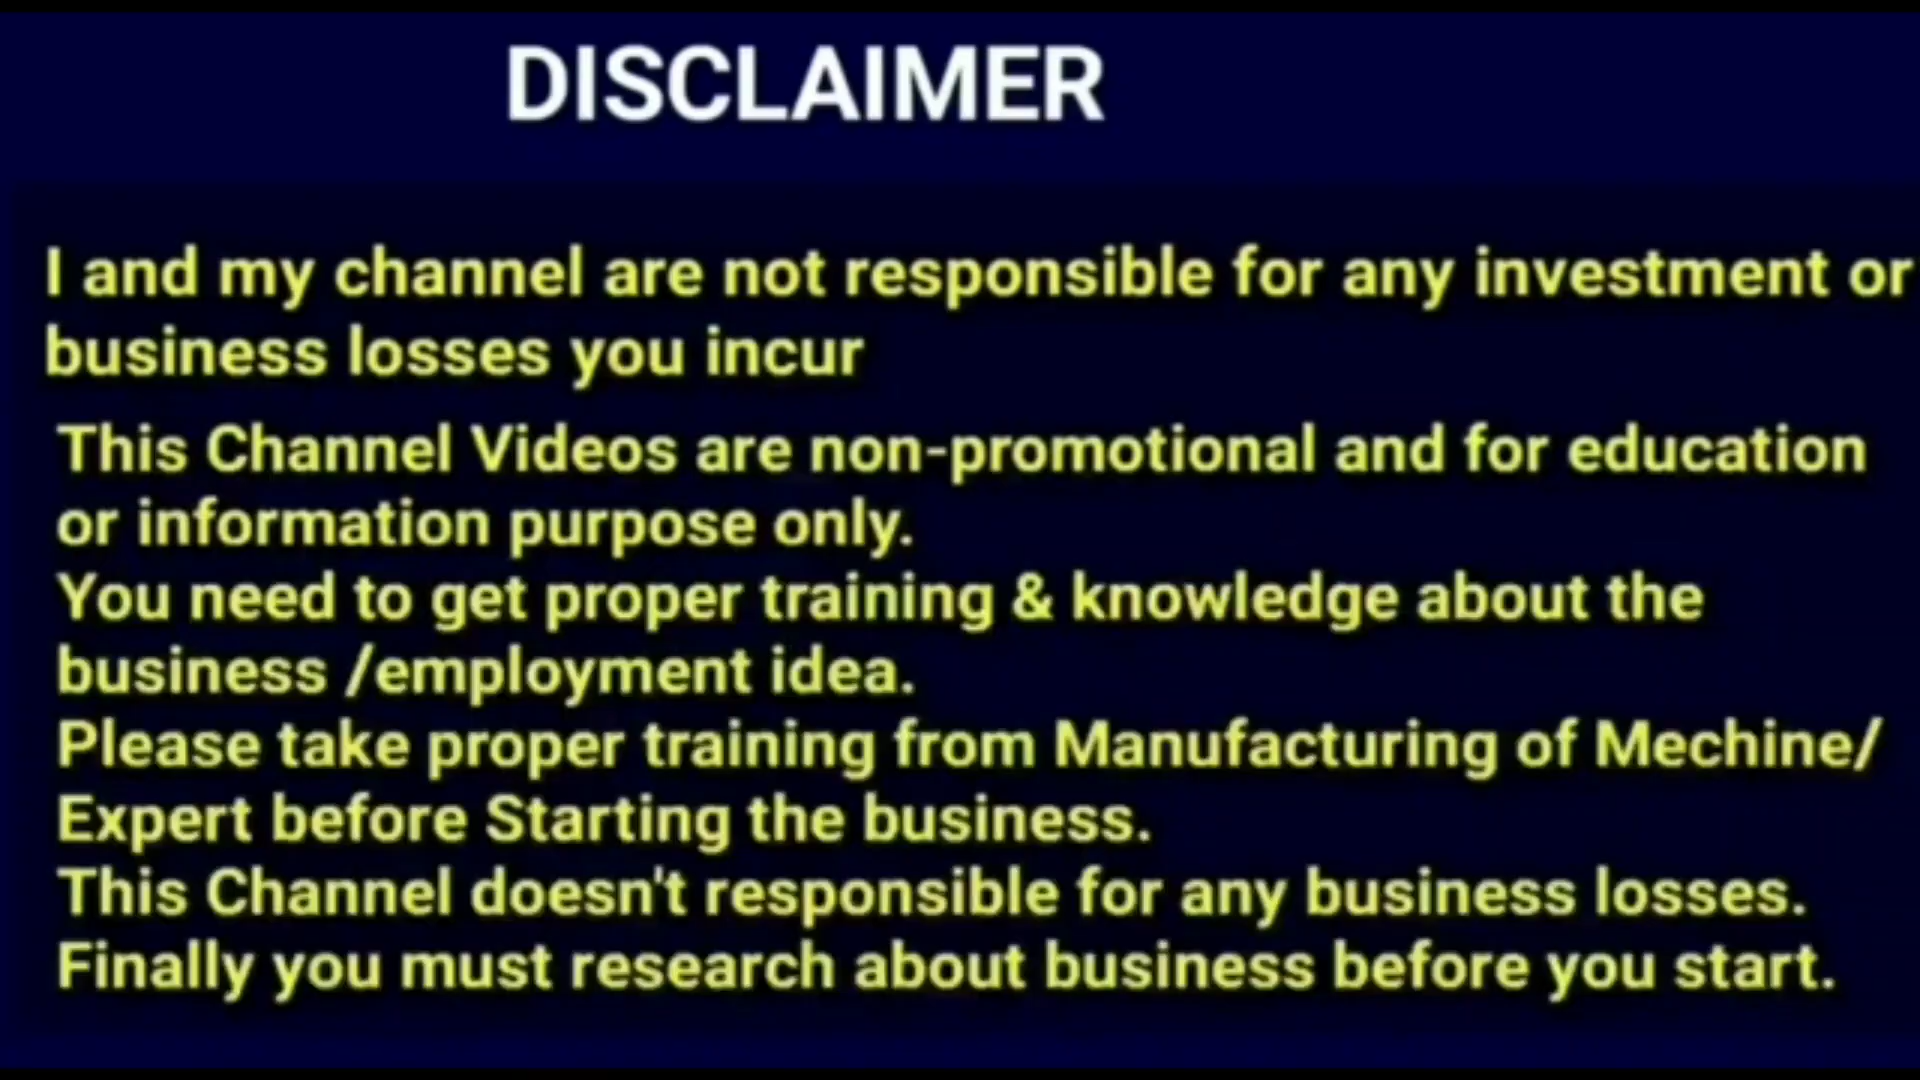 DISCLAIMER
I and my channel are not responsible for any investment or
business losses you incur
This Channel Videos are non-promotional and for education
or information purpose only.
You need to get proper training & knowledge about the
business /employment idea.
Please take proper training from Manufacturing of Mechine/
Expert before Starting the business.
This Channel doesn't responsible for any business losses.
Finally you must research about business before you start.